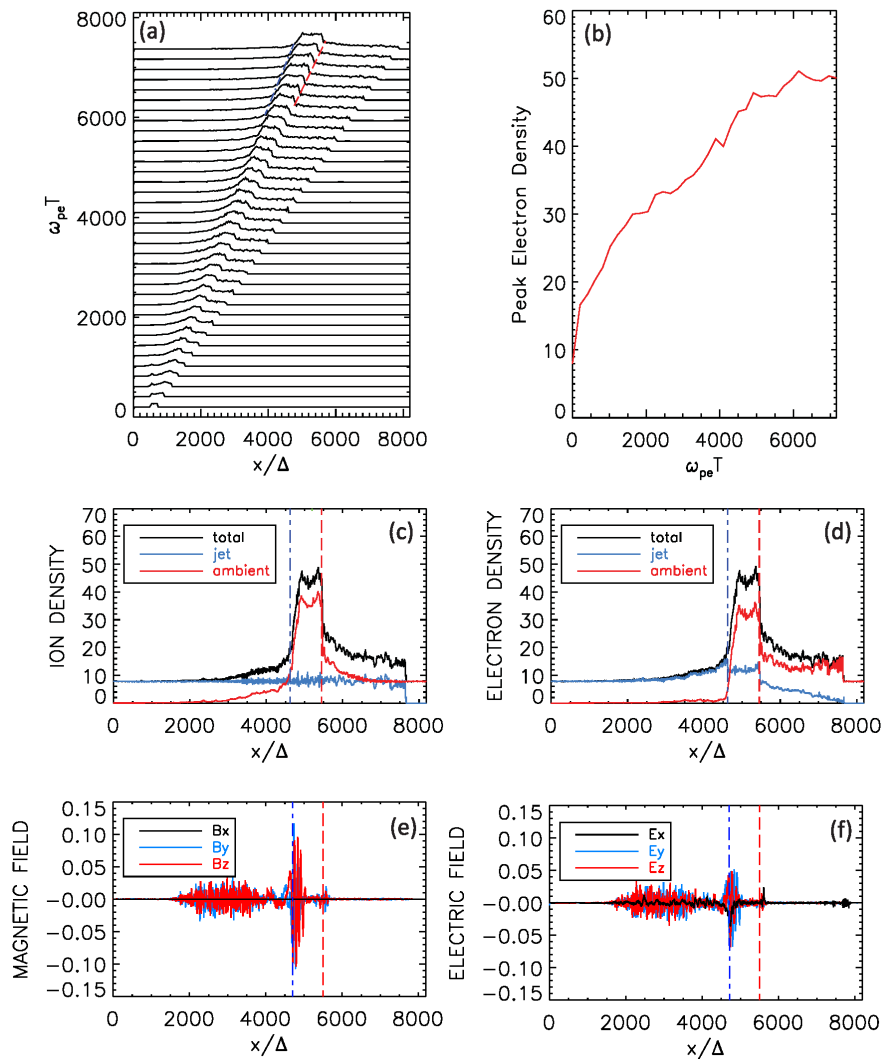 (a)
8000
6000
4000
2000
0
ω_pe T
0 2000 4000 6000 8000
x/Δ
(b)
60
50
40
30
20
10
0
Peak Electron Density
0 2000 4000 6000
ω_pe T
(c)
70
60
50
40
30
20
10
0
ION DENSITY
total
jet
ambient
0 2000 4000 6000 8000
x/Δ
(d)
70
60
50
40
30
20
10
0
ELECTRON DENSITY
total
jet
ambient
0 2000 4000 6000 8000
x/Δ
(e)
0.15
0.10
0.05
-0.00
-0.05
-0.10
-0.15
MAGNETIC FIELD
Bx
By
Bz
0 2000 4000 6000 8000
x/Δ
(f)
0.15
0.10
0.05
-0.00
-0.05
-0.10
-0.15
ELECTRIC FIELD
Ex
Ey
Ez
0 2000 4000 6000 8000
x/Δ